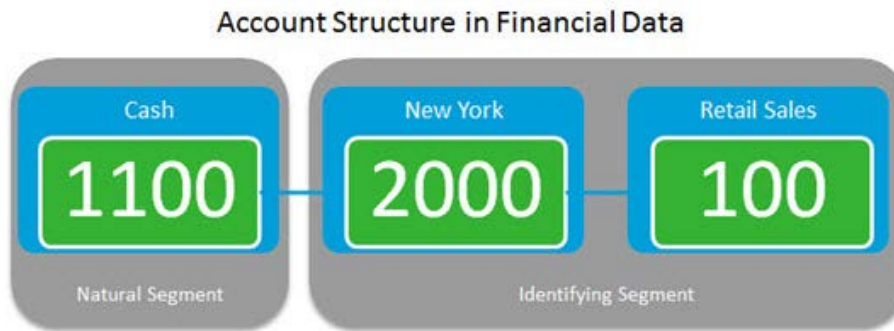 Account Structure in Financial Data
Cash
1100
New York
2000
Retail Sales
100
Natural Segment
Identifying Segment